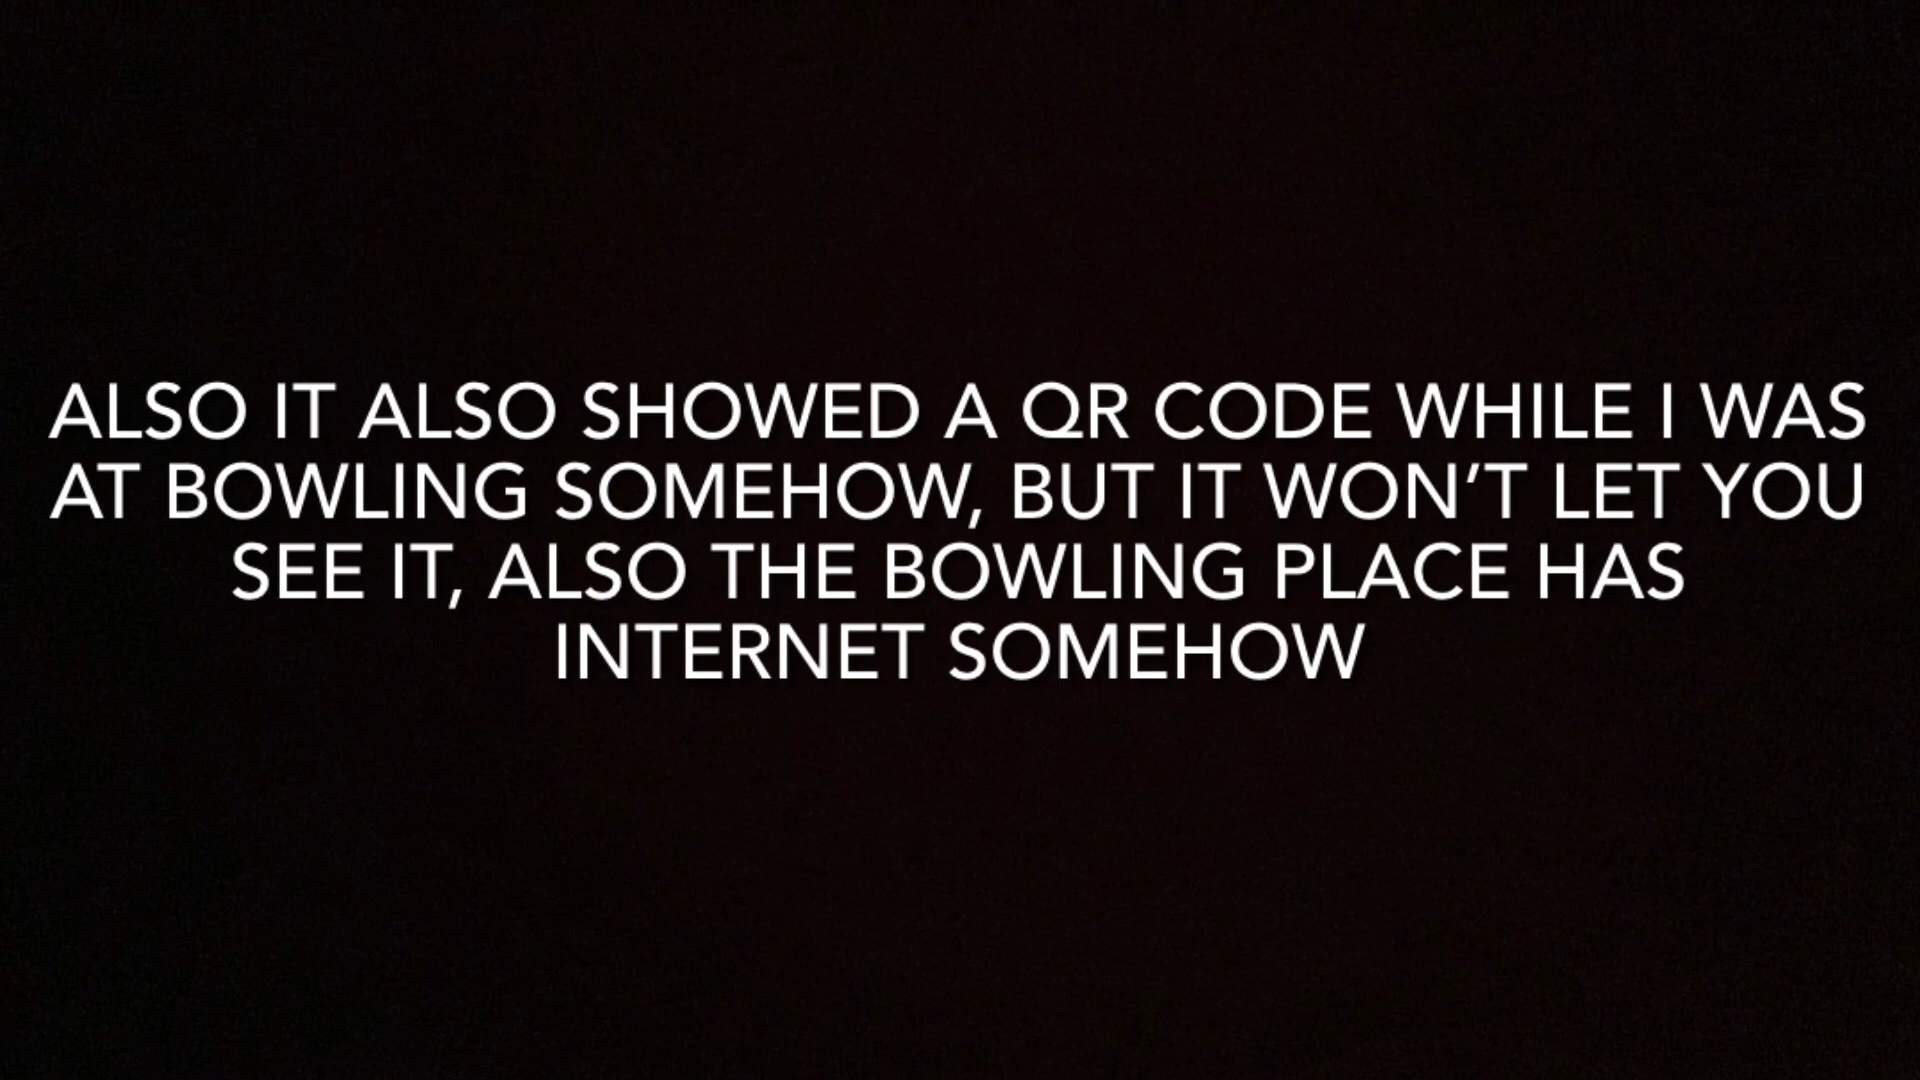 ALSO IT ALSO SHOWED A QR CODE WHILE I WAS
AT BOWLING SOMEHOW, BUT IT WON’T LET YOU
SEE IT, ALSO THE BOWLING PLACE HAS
INTERNET SOMEHOW